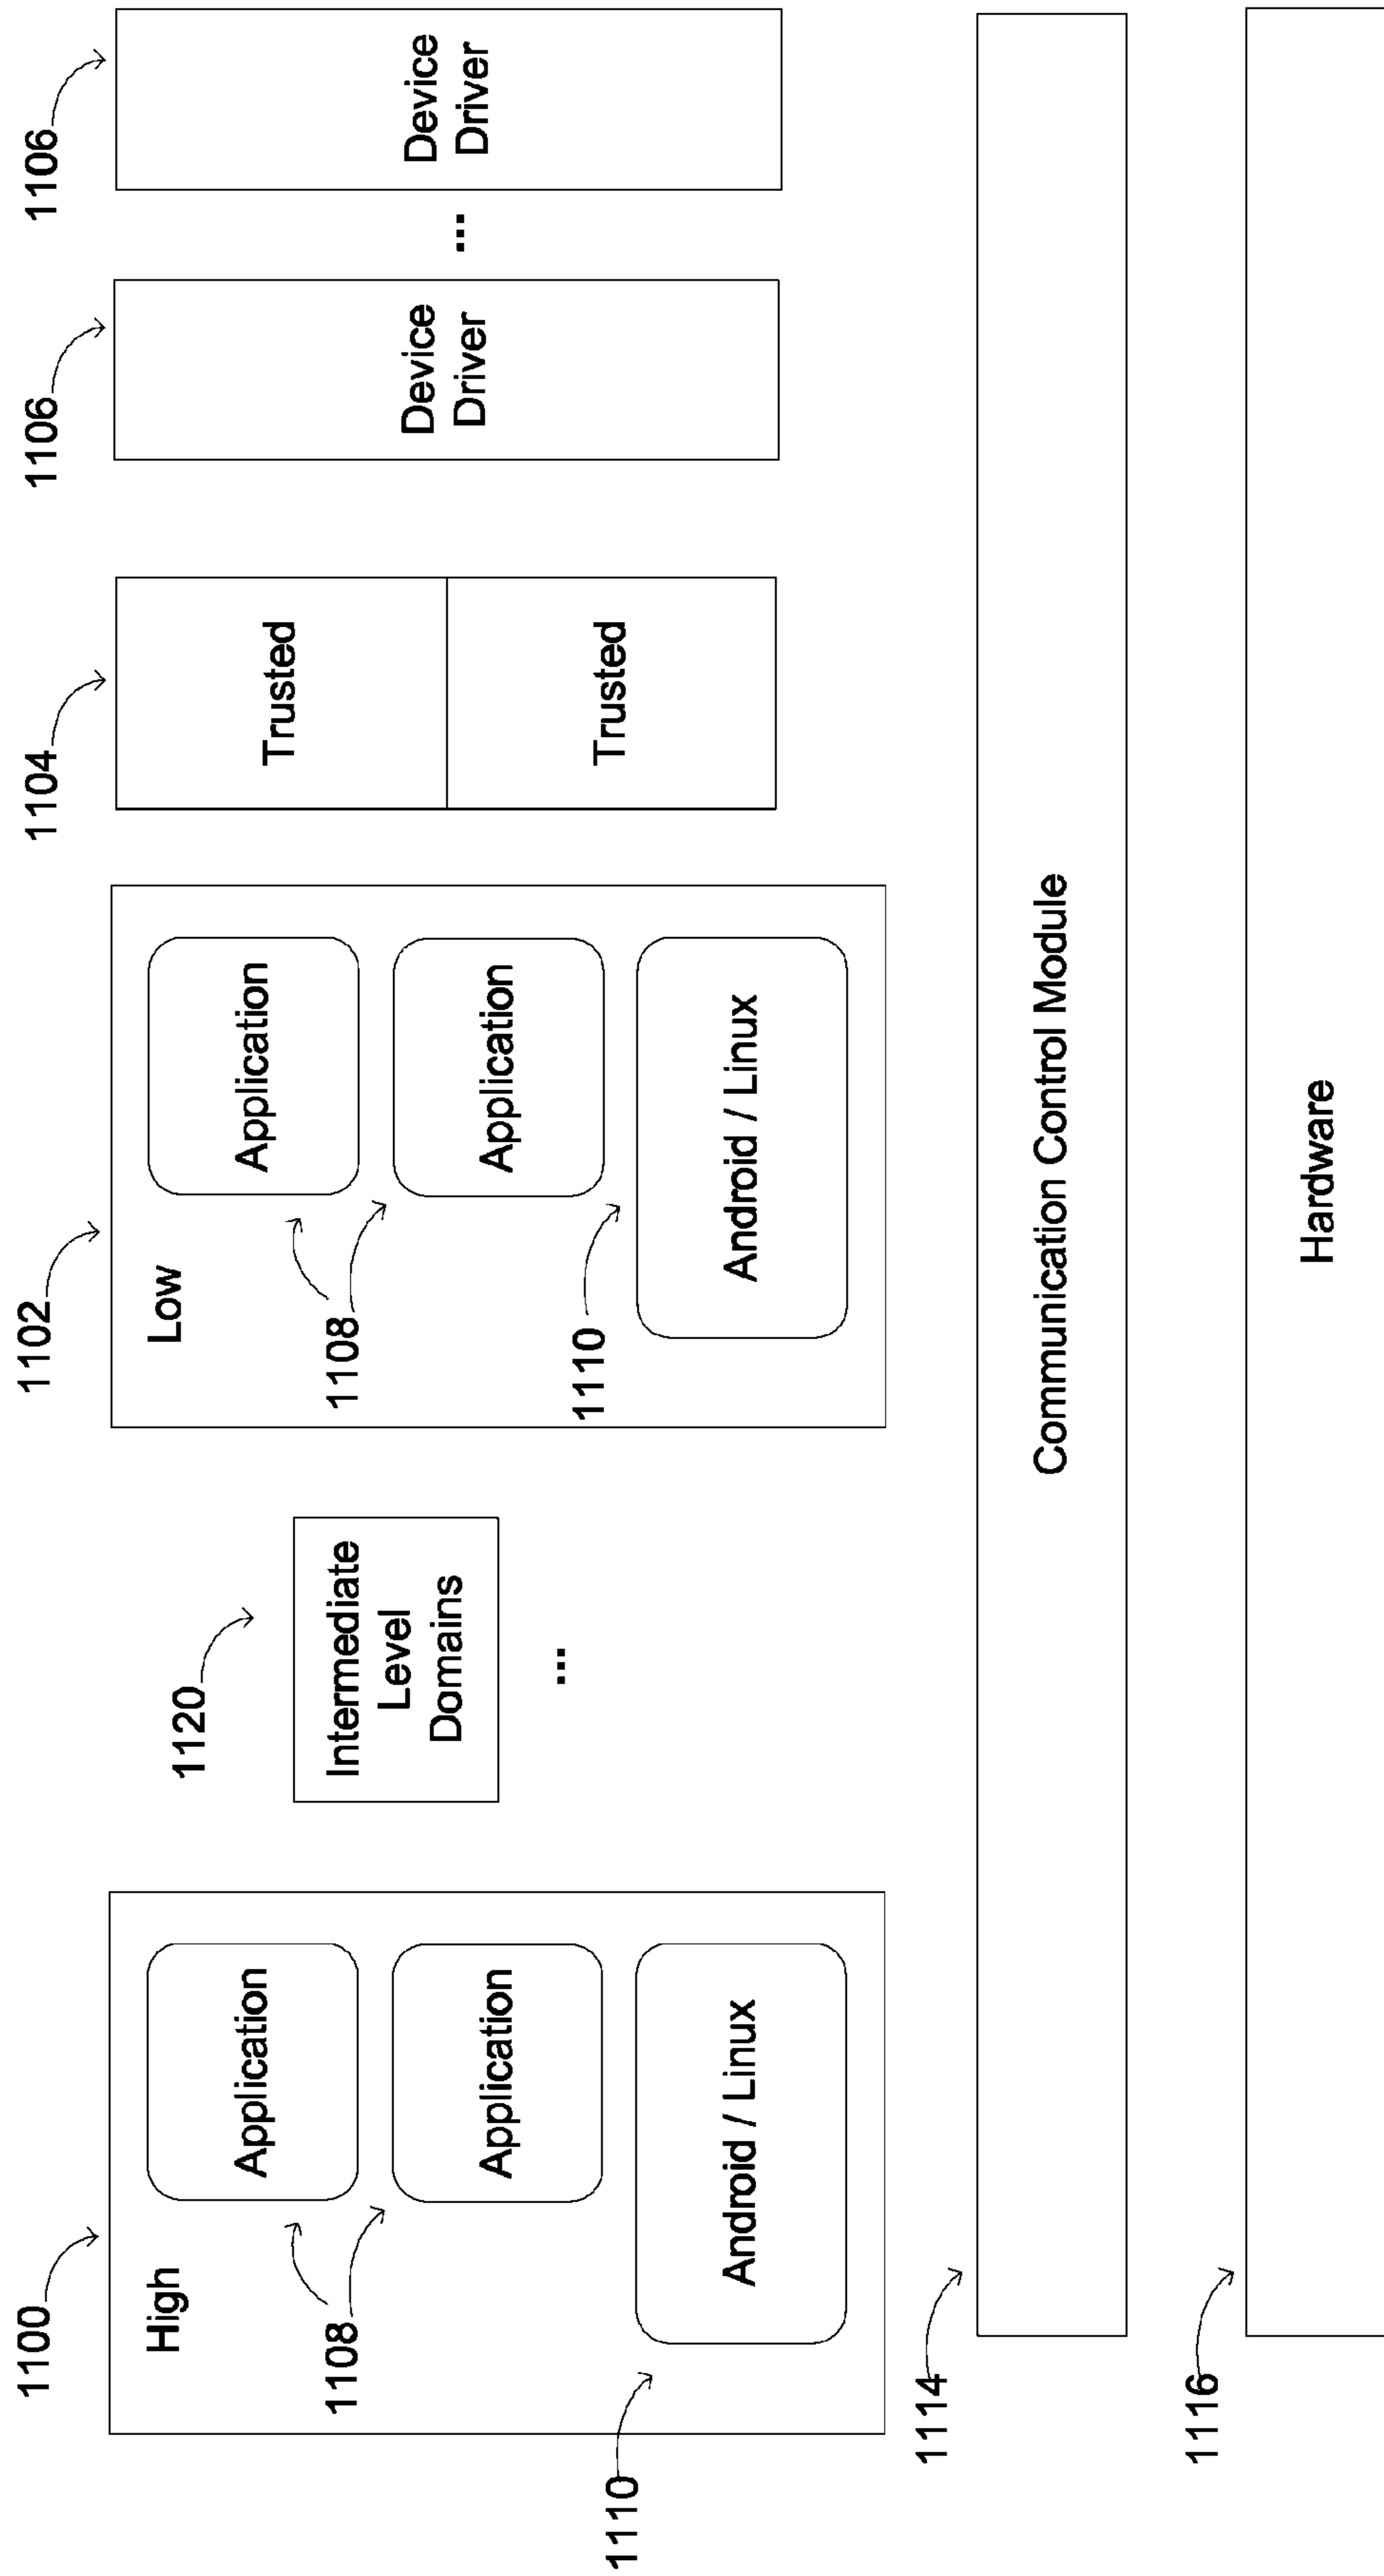 1100
High
Application
Application
1108
Android / Linux
1110
1120
Intermediate
Level
Domains
...
1102
Low
Application
Application
1108
Android / Linux
1110
1104
Trusted
Trusted
1106
Device
Driver
...
1106
Device
Driver
1114
Communication Control Module
1116
Hardware